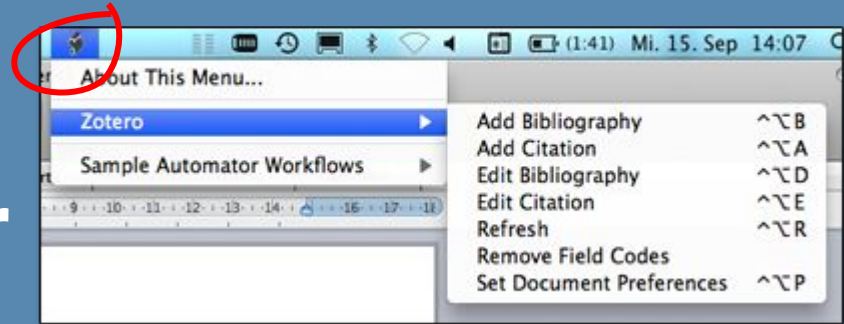 (1:41) Mi. 15. Sep 14:07
About This Menu...
Zotero
Sample Automator Workflows
Add Bibliography ^⌥B
Add Citation ^⌥A
Edit Bibliography ^⌥D
Edit Citation ^⌥E
Refresh ^⌥R
Remove Field Codes
Set Document Preferences ^⌥P
9 10 11 12 13 14 16 17 18